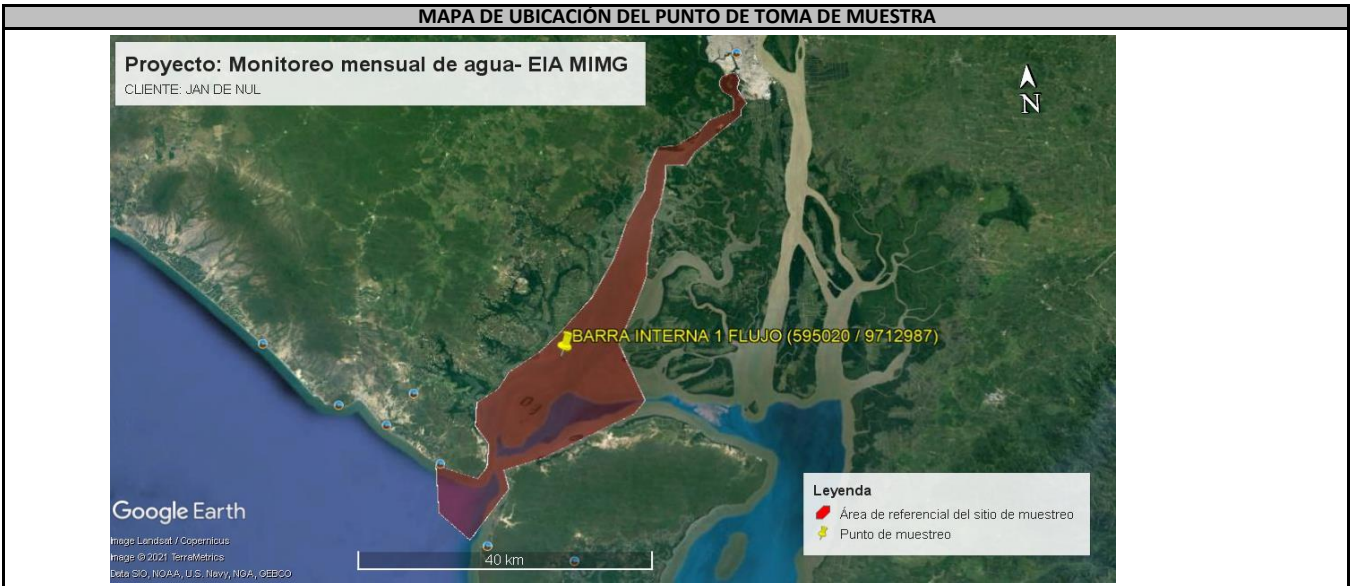 MAPA DE UBICACIÓN DEL PUNTO DE TOMA DE MUESTRA
Proyecto: Monitoreo mensual de agua- EIA MIMG
CLIENTE: JAN DE NUL
N
BARRA INTERNA 1 FLUJO (595020 / 9712987)
Leyenda
Área de referencial del sitio de muestreo
Punto de muestreo
Google Earth
Image Landsat / Copernicus
Image © 2021 TerraMetrics
Data SIO, NOAA, U.S. Navy, NGA, GEBCO
40 km